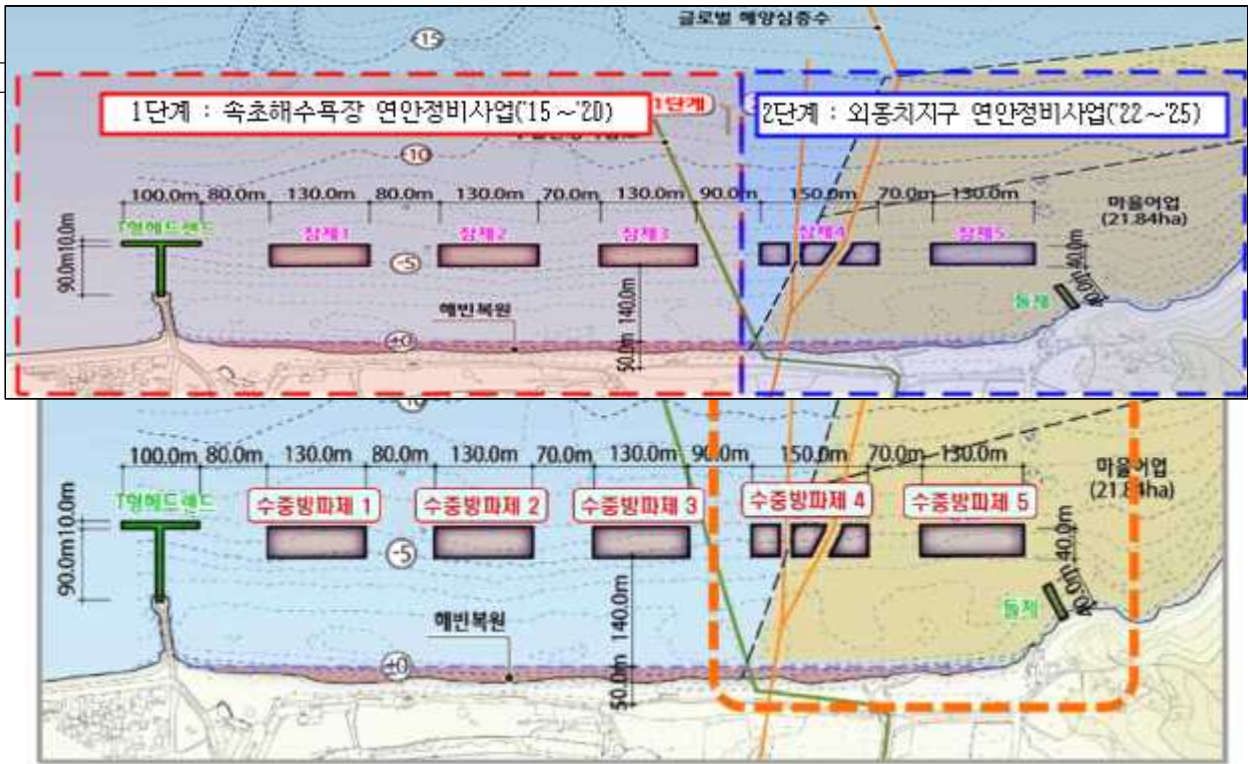 -15
글로벌 해양심층수
1단계 : 속초해수욕장 연안정비사업('15～'20)
1단계
2단계 : 외옹치지구 연안정비사업('22～'25)
-10
100.0m 80.0m 130.0m 80.0m 130.0m 70.0m 130.0m 90.0m 150.0m 70.0m 130.0m
마을어업
(21.84ha)
T형헤드랜드
잠제1
잠제2
잠제3
잠제4
잠제5
90.0m 10.0m
-5
40.0m
40.0m
돌제
해빈복원
140.0m
50.0m
±0
100.0m 80.0m 130.0m 80.0m 130.0m 70.0m 130.0m 90.0m 150.0m 70.0m 130.0m
마을어업
(21.84ha)
T형헤드랜드
수중방파제 1
수중방파제 2
수중방파제 3
수중방파제 4
수중방파제 5
90.0m 10.0m
-5
40.0m
40.0m
돌제
해빈복원
140.0m
50.0m
±0